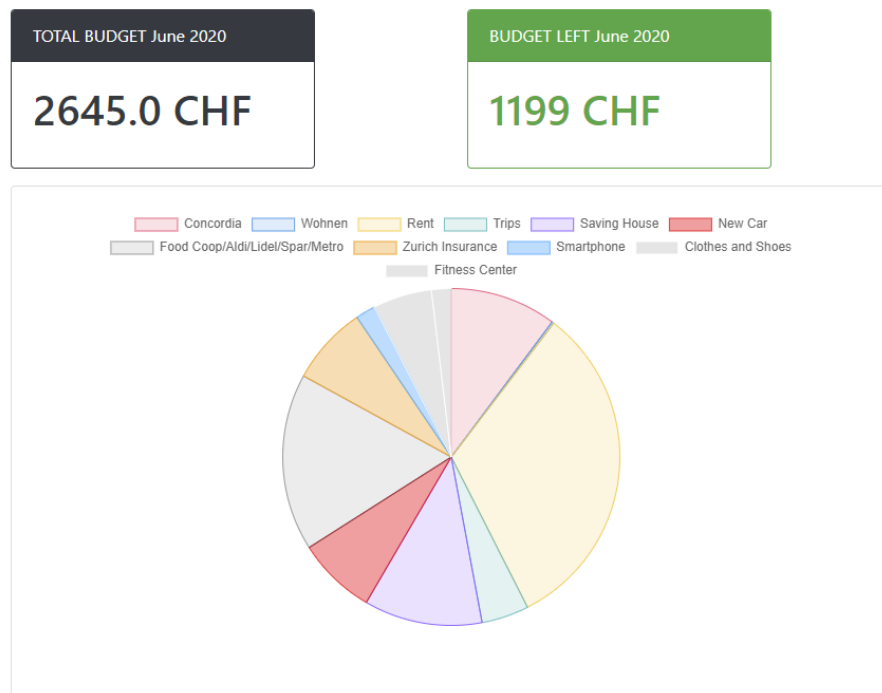 TOTAL BUDGET June 2020
BUDGET LEFT June 2020
2645.0 CHF
1199 CHF
Concordia Wohnen Rent Trips Saving House New Car
Food Coop/Aldi/Lidel/Spar/Metro Zurich Insurance Smartphone Clothes and Shoes
Fitness Center